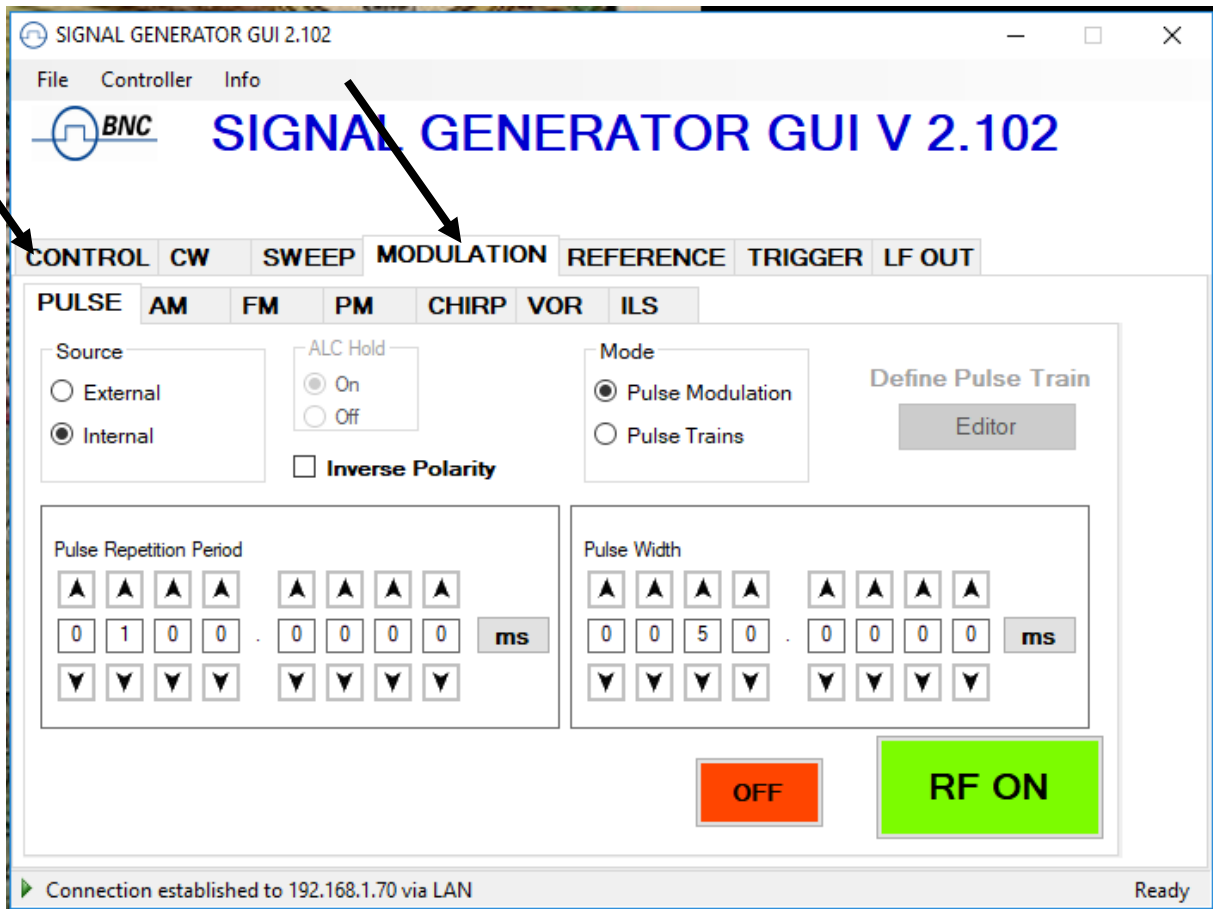 SIGNAL GENERATOR GUI 2.102
File Controller Info
BNC SIGNAL GENERATOR GUI V 2.102
CONTROL CW SWEEP MODULATION REFERENCE TRIGGER LF OUT
PULSE AM FM PM CHIRP VOR ILS
Source ALC Hold Mode
External On Pulse Modulation Define Pulse Train
Internal Off Pulse Trains Editor
Inverse Polarity
Pulse Repetition Period Pulse Width
0 1 0 0 . 0 0 0 0 ms 0 0 5 0 . 0 0 0 0 ms
OFF RF ON
Connection established to 192.168.1.70 via LAN Ready